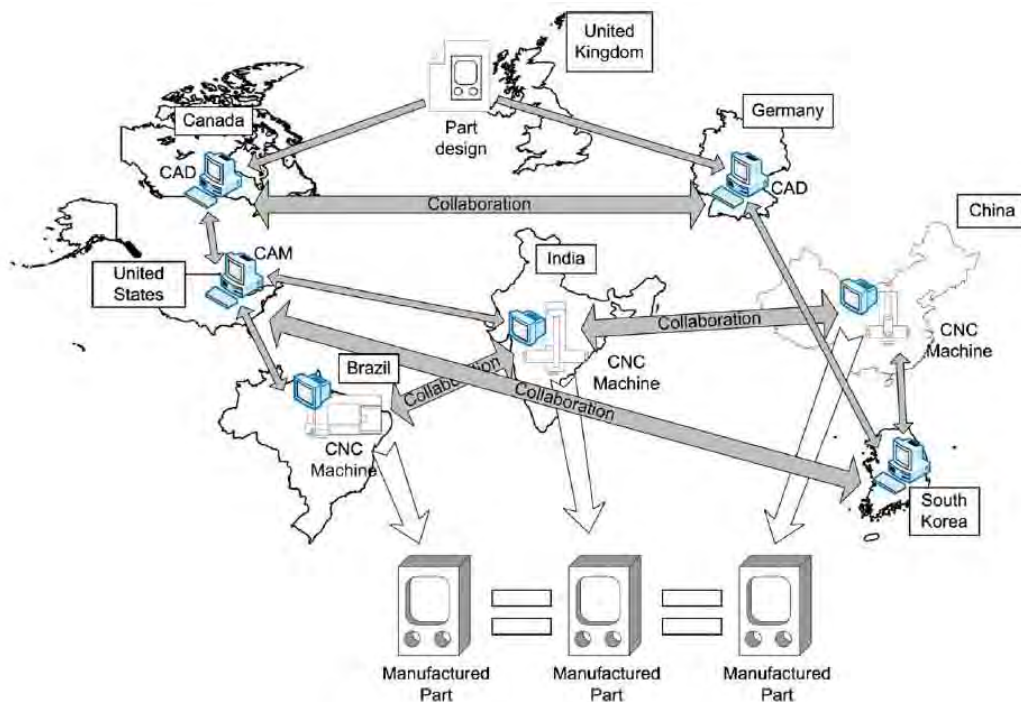 United
Kingdom
Germany
Canada
Part
design
CAD
CAD
Collaboration
China
CAM
India
United
States
Collaboration
CNC
Machine
Brazil
CNC
Machine
Collaboration
Collaboration
CNC
Machine
South
Korea
Manufactured
Part
Manufactured
Part
Manufactured
Part